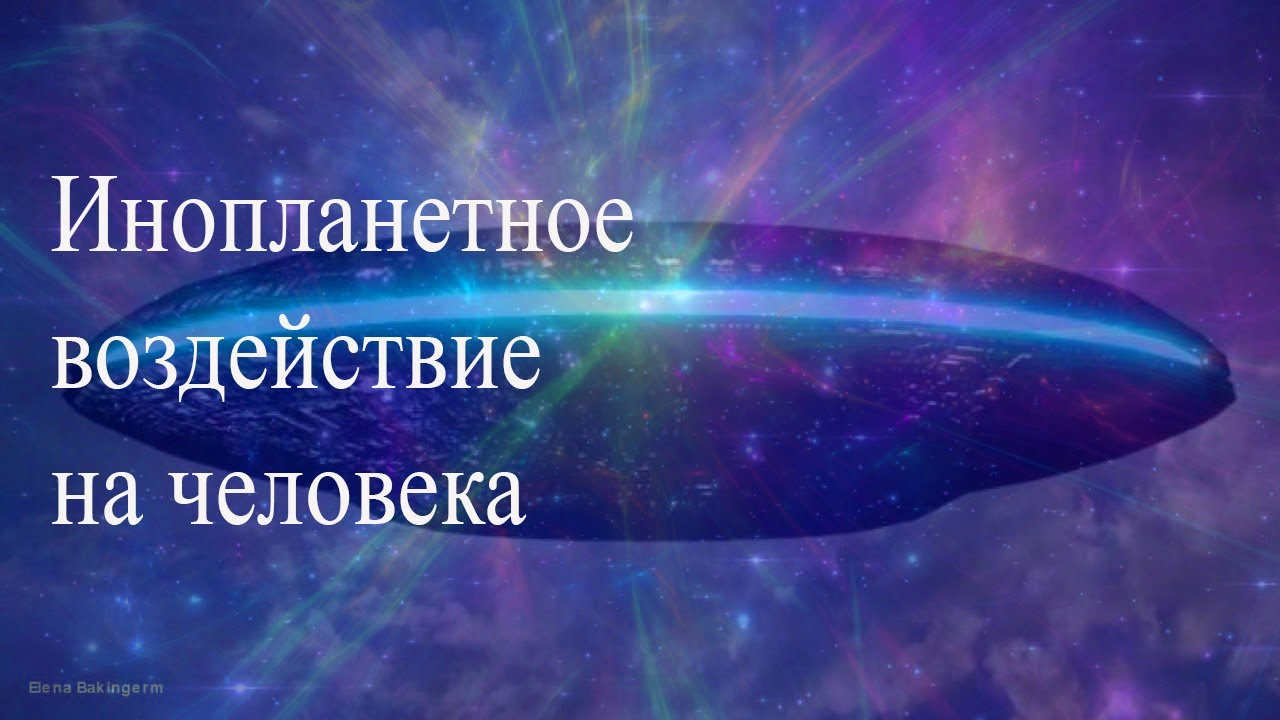 Инопланетное
воздействие
на человека
Elena Bakingerm